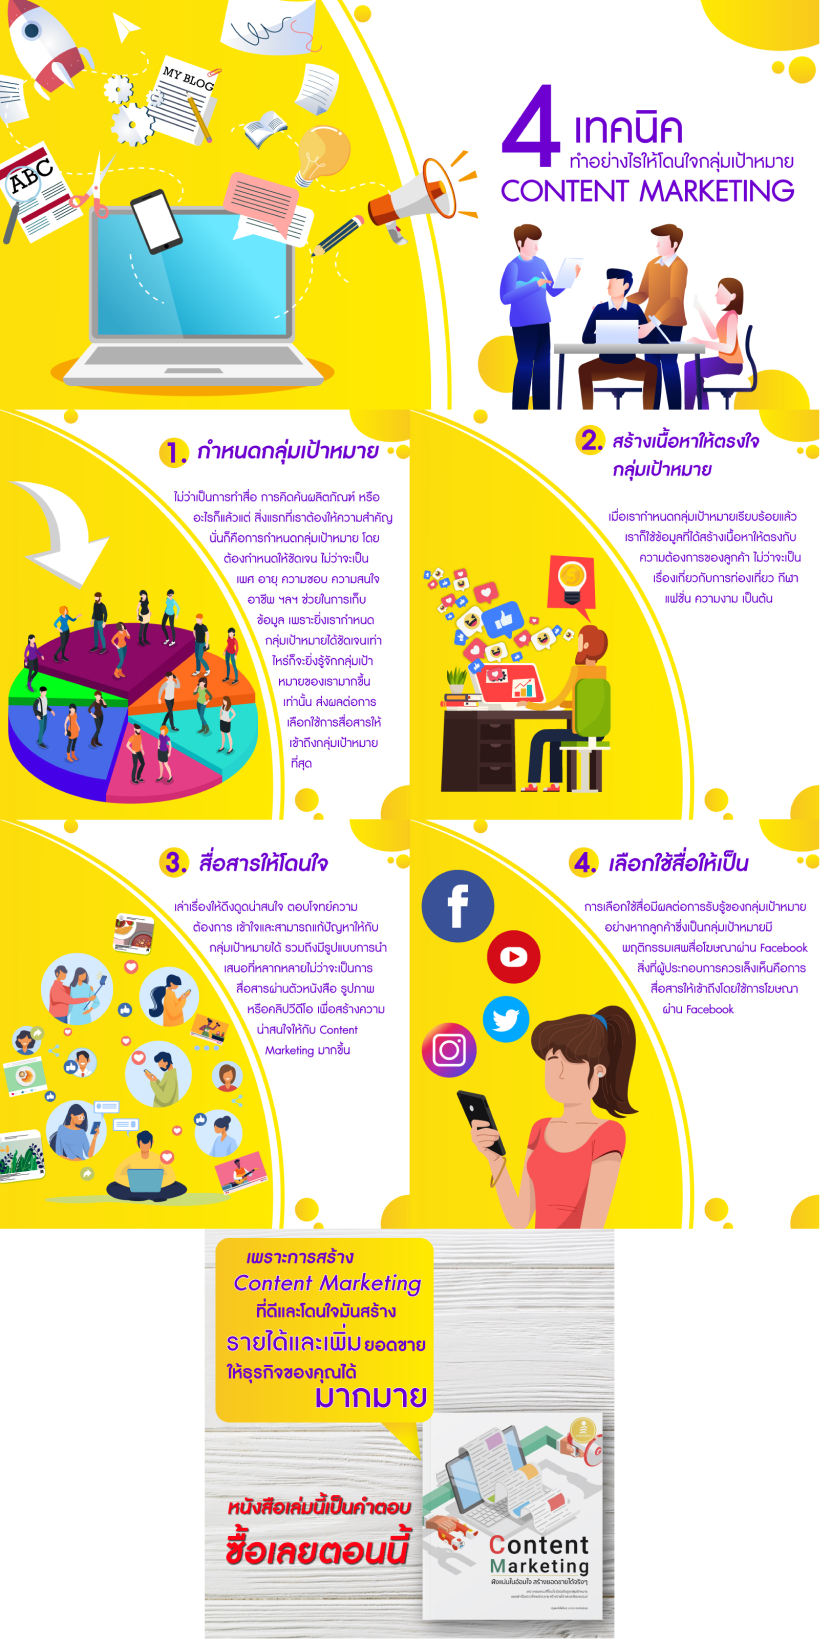 MY BLOG
ABC
4 เทคนิค
ทำอย่างไรให้โดนใจกลุ่มเป้าหมาย
CONTENT MARKETING
1. กำหนดกลุ่มเป้าหมาย
ไม่ว่าเป็นการทำสื่อ การคิดค้นผลิตภัณฑ์ หรือ
อะไรก็แล้วแต่ สิ่งแรกที่เราต้องให้ความสำคัญ
นั่นก็คือการกำหนดกลุ่มเป้าหมาย โดย
ต้องกำหนดให้ชัดเจน ไม่ว่าจะเป็น
เพศ อายุ ความชอบ ความสนใจ
อาชีพ ฯลฯ ช่วยในการเก็บ
ข้อมูล เพราะยิ่งเรากำหนด
กลุ่มเป้าหมายได้ชัดเจนเท่า
ไหร่ก็จะยิ่งรู้จักกลุ่มเป้า
หมายของเรามากขึ้น
เท่านั้น ส่งผลต่อการ
เลือกใช้การสื่อสารให้
เข้าถึงกลุ่มเป้าหมาย
ที่สุด
2. สร้างเนื้อหาให้ตรงใจ
กลุ่มเป้าหมาย
เมื่อเรากำหนดกลุ่มเป้าหมายเรียบร้อยแล้ว
เราก็ใช้ข้อมูลที่ได้สร้างเนื้อหาให้ตรงกับ
ความต้องการของลูกค้า ไม่ว่าจะเป็น
เรื่องเกี่ยวกับการท่องเที่ยว กีฬา
แฟชั่น ความงาม เป็นต้น
3. สื่อสารให้โดนใจ
เล่าเรื่องให้ดึงดูดน่าสนใจ ตอบโจทย์ความ
ต้องการ เข้าใจและสามารถแก้ปัญหาให้กับ
กลุ่มเป้าหมายได้ รวมถึงมีรูปแบบการนำ
เสนอที่หลากหลายไม่ว่าจะเป็นการ
สื่อสารผ่านตัวหนังสือ รูปภาพ
หรือคลิปวีดีโอ เพื่อสร้างความ
น่าสนใจให้กับ Content
Marketing มากขึ้น
4. เลือกใช้สื่อให้เป็น
การเลือกใช้สื่อมีผลต่อการรับรู้ของกลุ่มเป้าหมาย
อย่างหากลูกค้าซึ่งเป็นกลุ่มเป้าหมายมี
พฤติกรรมเสพสื่อโฆษณาผ่าน Facebook
สิ่งที่ผู้ประกอบการควรเล็งเห็นคือการ
สื่อสารให้เข้าถึงโดยใช้การโฆษณา
ผ่าน Facebook
เพราะการสร้าง
Content Marketing
ที่ดีและโดนใจมันสร้าง
รายได้และเพิ่มยอดขาย
ให้ธุรกิจของคุณได้
มากมาย
หนังสือเล่มนี้เป็นคำตอบ
ซื้อเลยตอนนี้
Content
Marketing
ฟังแน่นในอ้อมใจ สร้างยอดขายได้จริงๆ